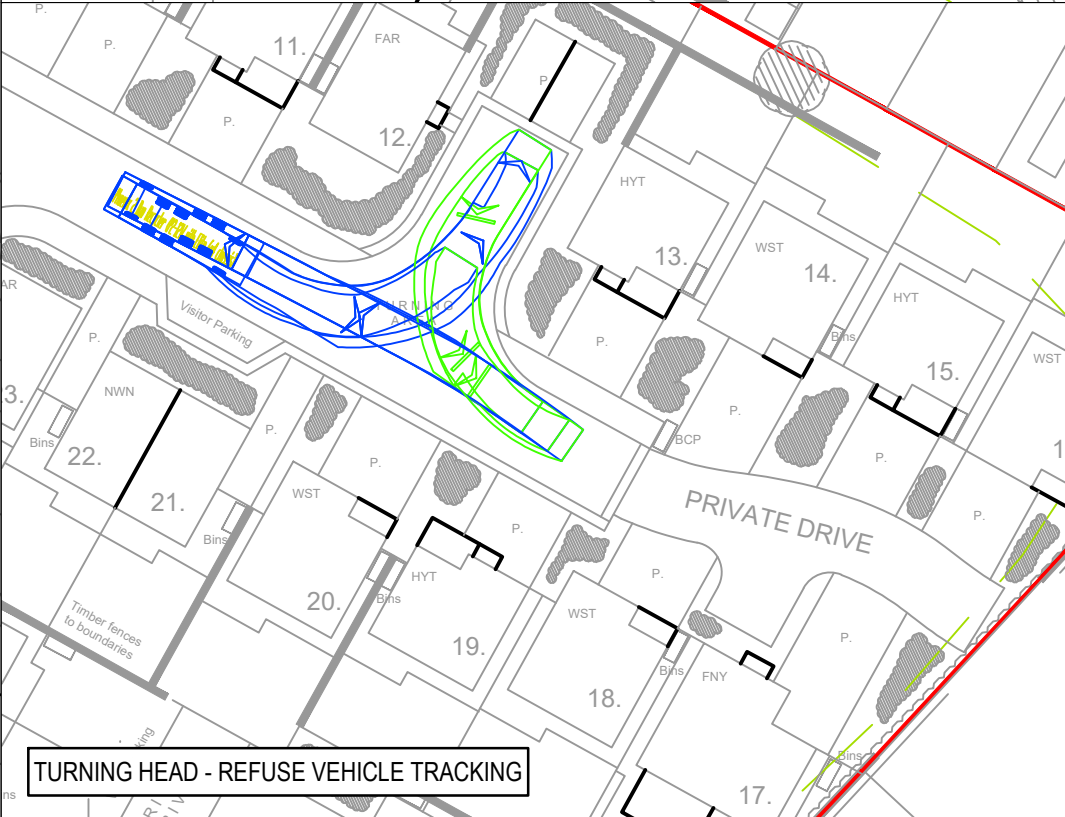 P.
11.
FAR
P.
P.
P.
12.
HYT
13.
WST
14.
HYT
15.
Bins
WST
AR
Visitor Parking
TURNING
AREA
P.
P.
P.
P.
BCP
P.
NWN
3.
Bins
22.
21.
Bins
P.
P.
WST
20.
Bins
P.
HYT
19.
PRIVATE DRIVE
P.
WST
18.
Bins
FNY
P.
17.
Bins
Timber fences
to boundaries
TURNING HEAD - REFUSE VEHICLE TRACKING